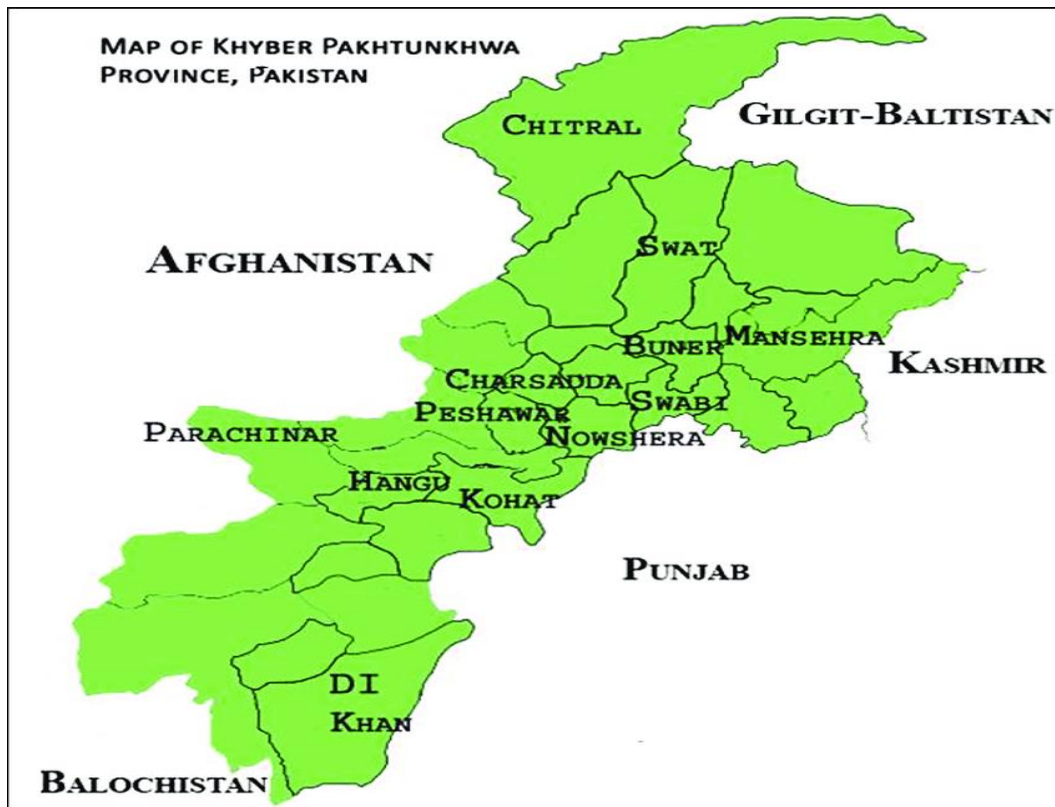 Map of Khyber Pakhtunkhwa
Province, Pakistan
Chitral
Gilgit-Baltistan
Swat
Afghanistan
Buner
Mansehra
Kashmir
Charsadda
Swabi
Peshawar
Parachinar
Nowshera
Hangu
Kohat
Punjab
DI
Khan
Balochistan